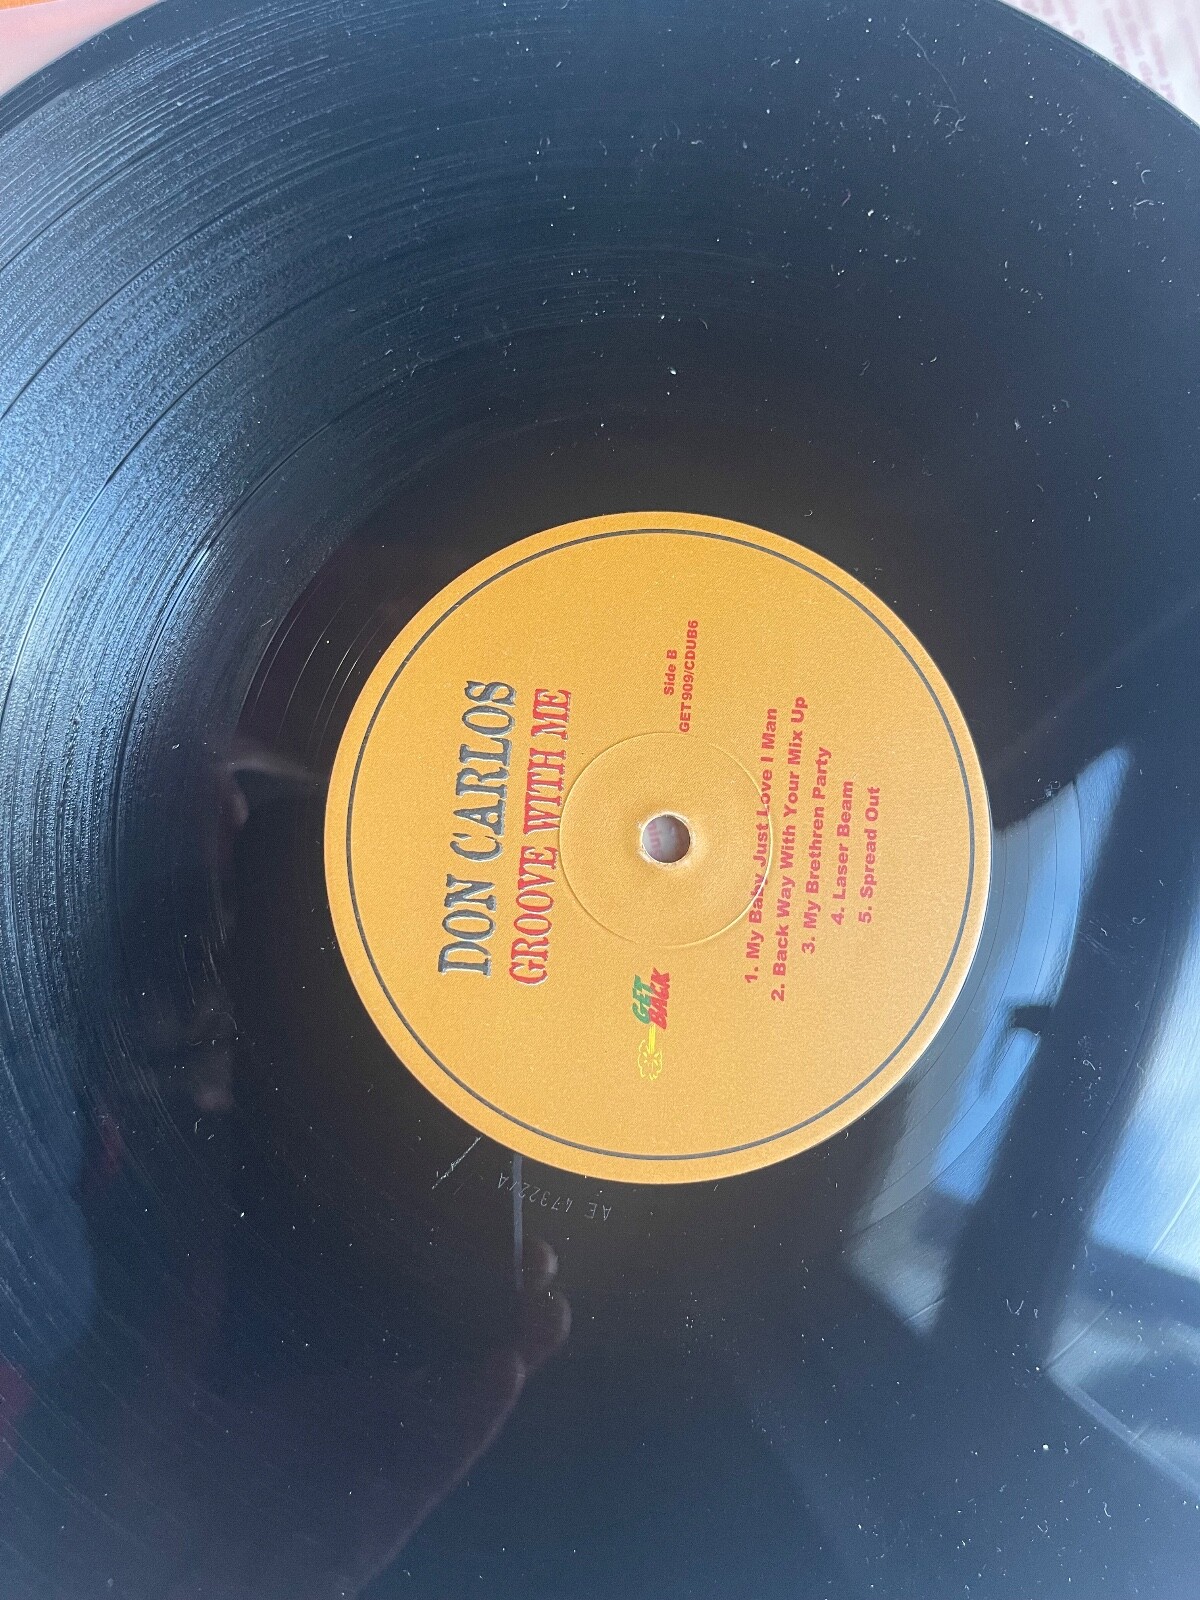 DON CARLOS
GROOVE WITH ME
GET
BACK
Side B
GET909/CDUB6
1. My Baby Just Love I Man
2. Back Way With Your Mix Up
3. My Brethren Party
4. Laser Beam
5. Spread Out
AE 47322/A